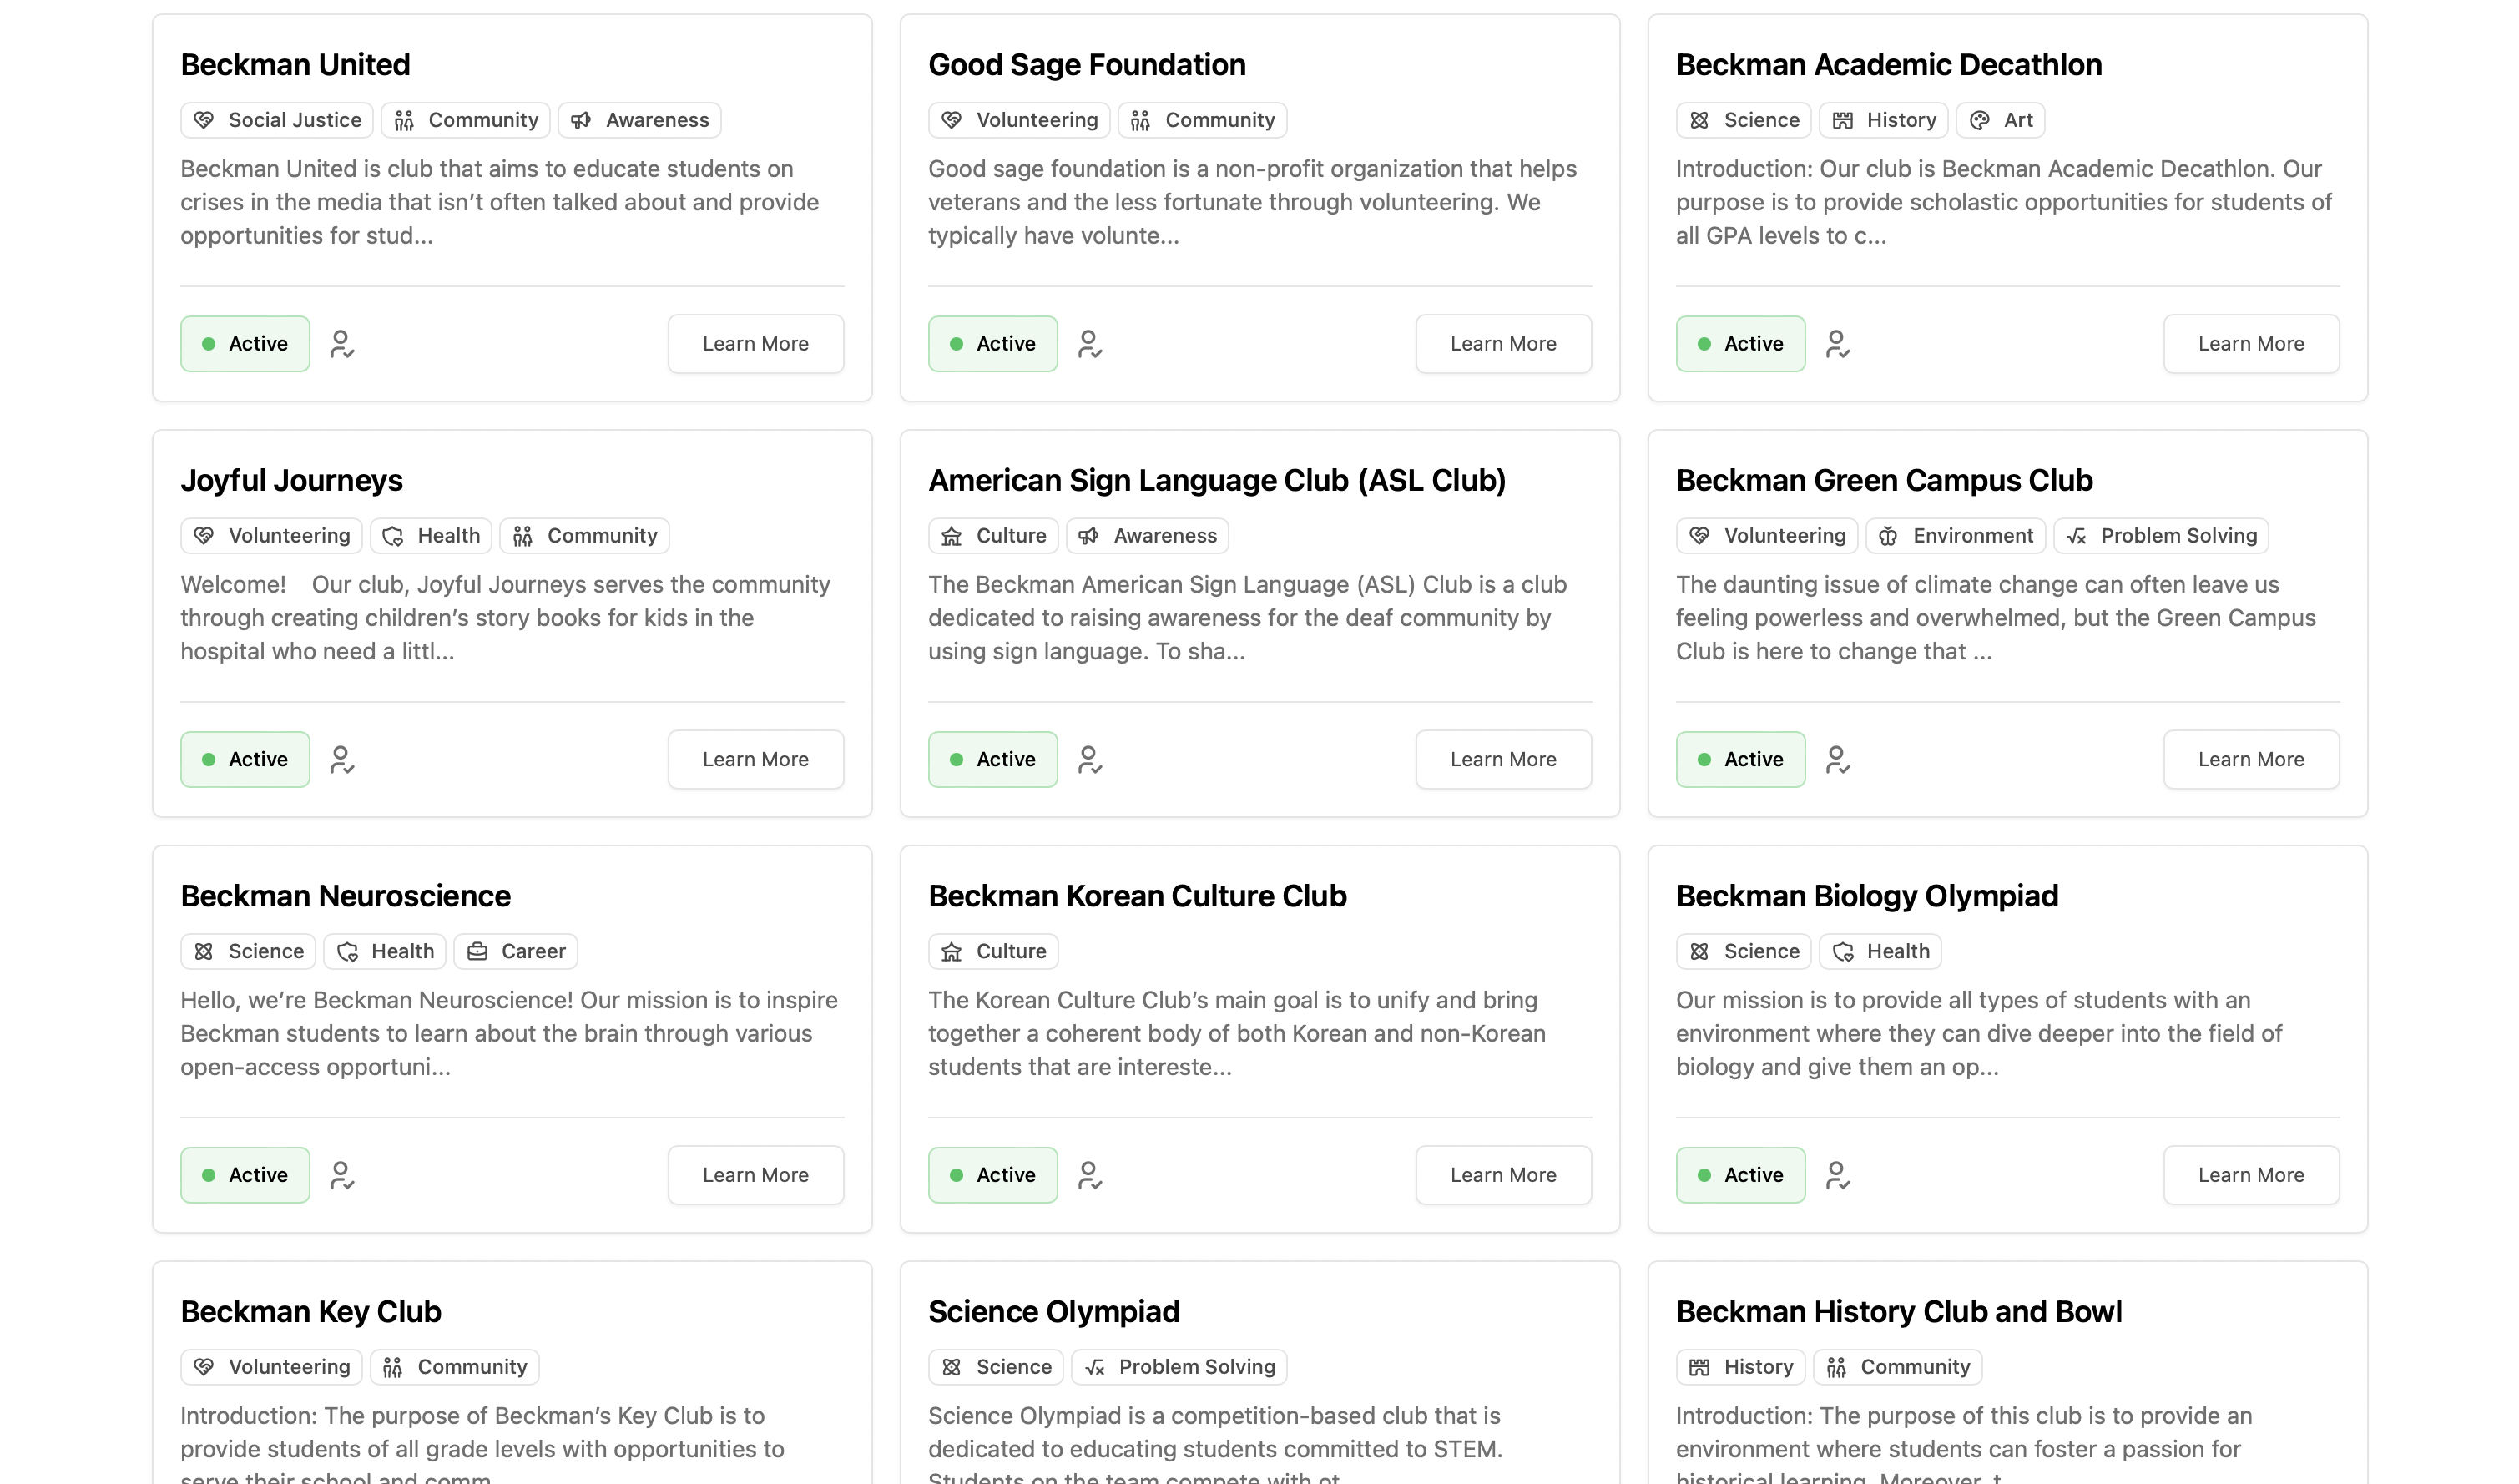 Beckman United
Social Justice Community Awareness
Beckman United is club that aims to educate students on
crises in the media that isn’t often talked about and provide
opportunities for stud...
Active Learn More
Good Sage Foundation
Volunteering Community
Good sage foundation is a non-profit organization that helps
veterans and the less fortunate through volunteering. We
typically have volunte...
Active Learn More
Beckman Academic Decathlon
Science History Art
Introduction: Our club is Beckman Academic Decathlon. Our
purpose is to provide scholastic opportunities for students of
all GPA levels to c...
Active Learn More
Joyful Journeys
Volunteering Health Community
Welcome! Our club, Joyful Journeys serves the community
through creating children’s story books for kids in the
hospital who need a littl...
Active Learn More
American Sign Language Club (ASL Club)
Culture Awareness
The Beckman American Sign Language (ASL) Club is a club
dedicated to raising awareness for the deaf community by
using sign language. To sha...
Active Learn More
Beckman Green Campus Club
Volunteering Environment Problem Solving
The daunting issue of climate change can often leave us
feeling powerless and overwhelmed, but the Green Campus
Club is here to change that ...
Active Learn More
Beckman Neuroscience
Science Health Career
Hello, we’re Beckman Neuroscience! Our mission is to inspire
Beckman students to learn about the brain through various
open-access opportuni...
Active Learn More
Beckman Korean Culture Club
Culture
The Korean Culture Club’s main goal is to unify and bring
together a coherent body of both Korean and non-Korean
students that are intereste...
Active Learn More
Beckman Biology Olympiad
Science Health
Our mission is to provide all types of students with an
environment where they can dive deeper into the field of
biology and give them an op...
Active Learn More
Beckman Key Club
Volunteering Community
Introduction: The purpose of Beckman’s Key Club is to
provide students of all grade levels with opportunities to
serve their school and comm
Science Olympiad
Science Problem Solving
Science Olympiad is a competition-based club that is
dedicated to educating students committed to STEM.
Students on the team compete with ot
Beckman History Club and Bowl
History Community
Introduction: The purpose of this club is to provide an
environment where students can foster a passion for
historical learning. Moreover, t